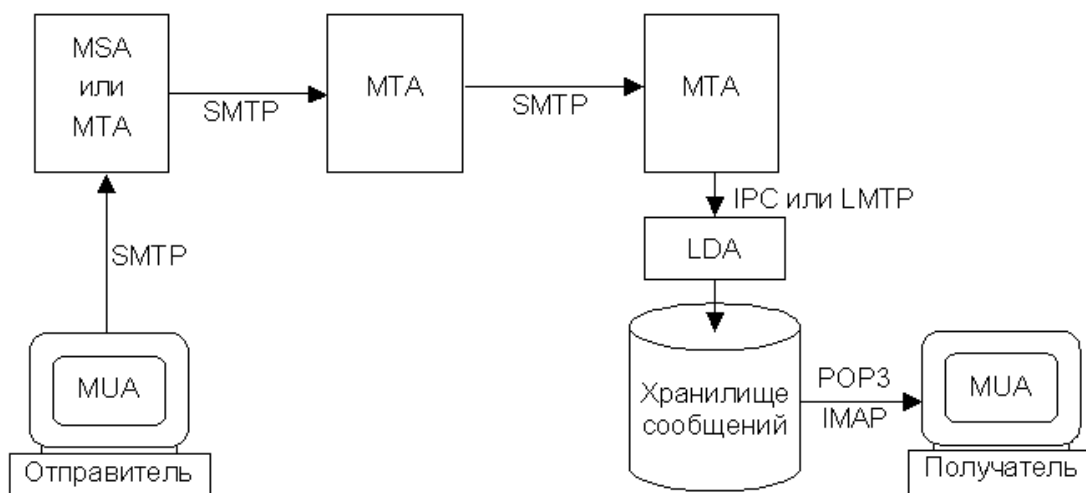 MSA
или
MTA
SMTP
MTA
SMTP
MTA
IPC или LMTP
LDA
SMTP
MUA
Отправитель
Хранилище
сообщений
POP3
IMAP
MUA
Получатель